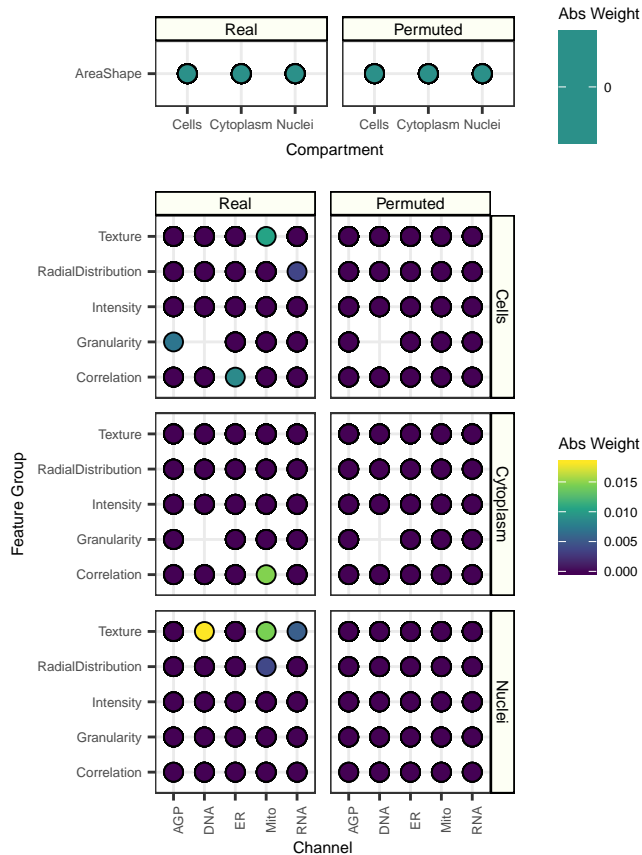 Abs Weight
0
Real Permuted
AreaShape
Cells Cytoplasm Nuclei Cells Cytoplasm Nuclei
Compartment
Real Permuted
Texture
RadialDistribution
Intensity
Granularity
Correlation
Cells
Texture
RadialDistribution
Intensity
Granularity
Correlation
Cytoplasm
Texture
RadialDistribution
Intensity
Granularity
Correlation
Nuclei
Feature Group
AGP DNA ER Mito RNA AGP DNA ER Mito RNA
Channel
Abs Weight
0.015
0.010
0.005
0.000